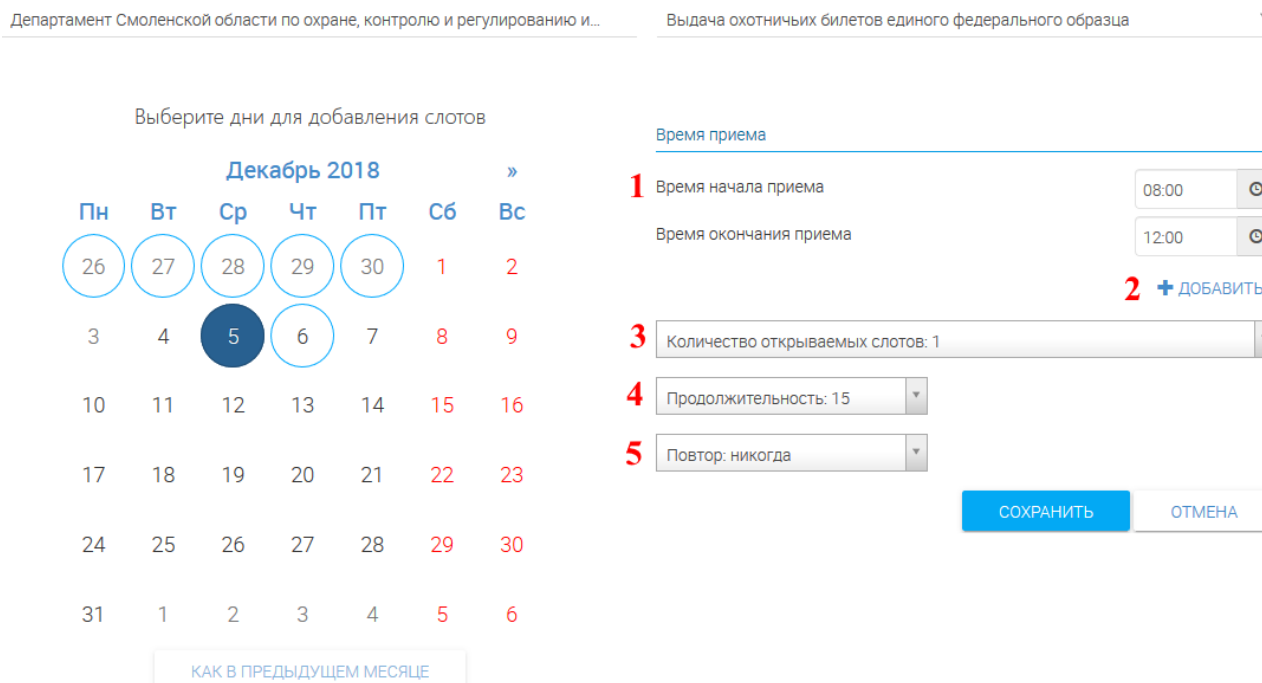 Департамент Смоленской области по охране, контролю и регулированию и...
Выдача охотничьих билетов единого федерального образца
Выберите дни для добавления слотов
Декабрь 2018 »
Пн Вт Ср Чт Пт Сб Вс
26 27 28 29 30 1 2
3 4 5 6 7 8 9
10 11 12 13 14 15 16
17 18 19 20 21 22 23
24 25 26 27 28 29 30
31 1 2 3 4 5 6
КАК В ПРЕДЫДУЩЕМ МЕСЯЦЕ
Время приема
1 Время начала приема 08:00
Время окончания приема 12:00
2 + ДОБАВИТЬ
3 Количество открываемых слотов: 1
4 Продолжительность: 15
5 Повтор: никогда
СОХРАНИТЬ ОТМЕНА